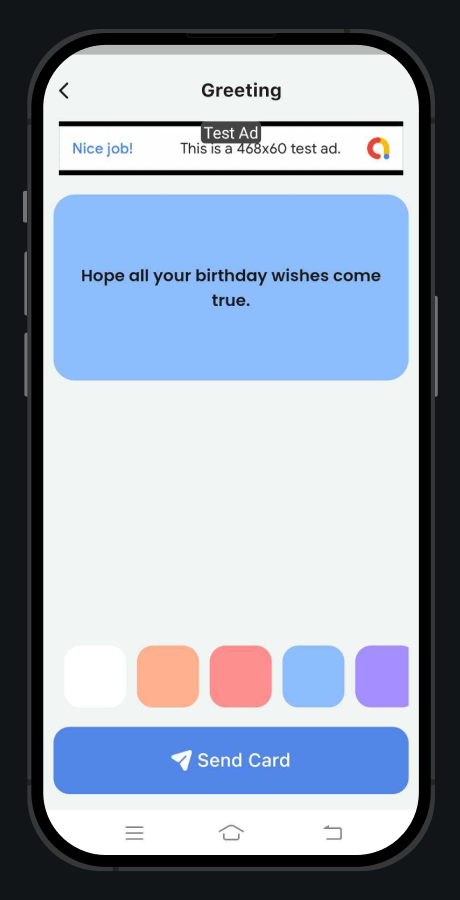 Greeting
Test Ad
Nice job!
This is a 468x60 test ad.
Hope all your birthday wishes come
true.
Send Card